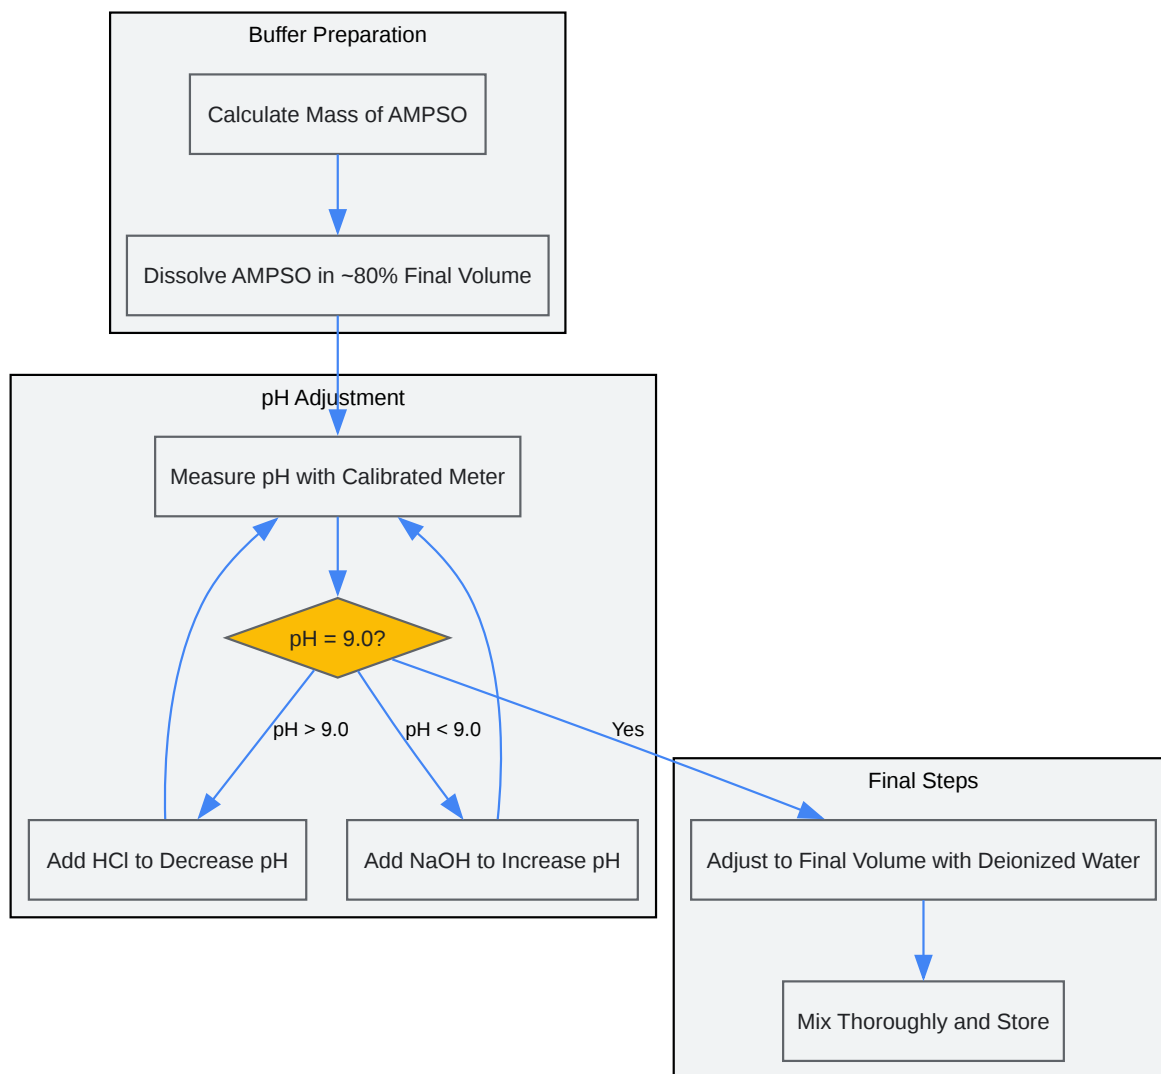 Buffer Preparation
Calculate Mass of AMPSO
Dissolve AMPSO in ~80% Final Volume
pH Adjustment
Measure pH with Calibrated Meter
pH = 9.0?
pH > 9.0
pH < 9.0
Yes
Add HCl to Decrease pH
Add NaOH to Increase pH
Final Steps
Adjust to Final Volume with Deionized Water
Mix Thoroughly and Store